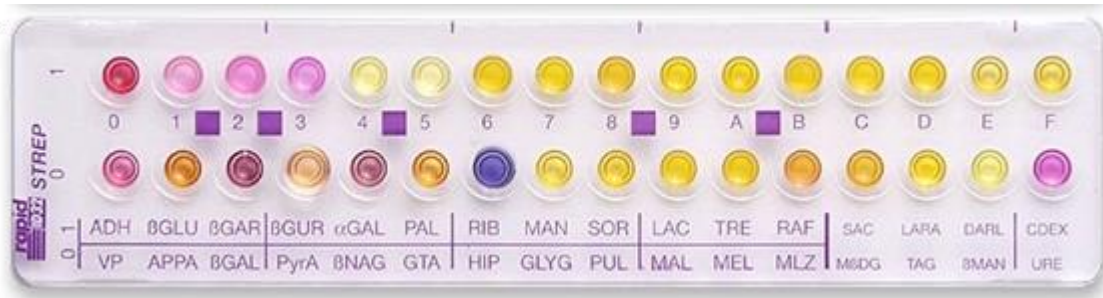 1
0 1 2 3 4 5 6 7 8 9 A B C D E F
0
rapid ID 32 STREP
1 ADH ßGLU ßGAR ßGUR αGAL PAL RIB MAN SOR LAC TRE RAF SAC LARA DARL CDEX
0 VP APPA ßGAL PyrA ßNAG GTA HIP GLYG PUL MAL MEL MLZ MßDG TAG ßMAN URE